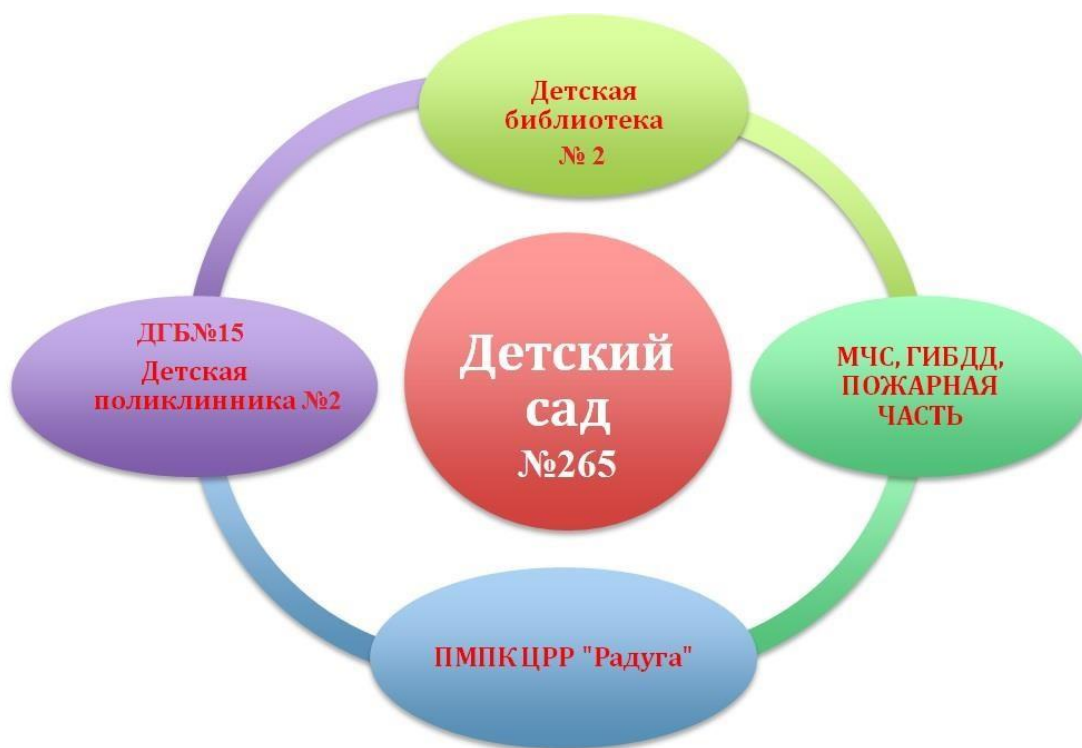 Детская
библиотека
№ 2
ДГБ№15
Детская
поликлинника №2
Детский
сад
№265
МЧС, ГИБДД,
ПОЖАРНАЯ
ЧАСТЬ
ПМПК ЦРР "Радуга"